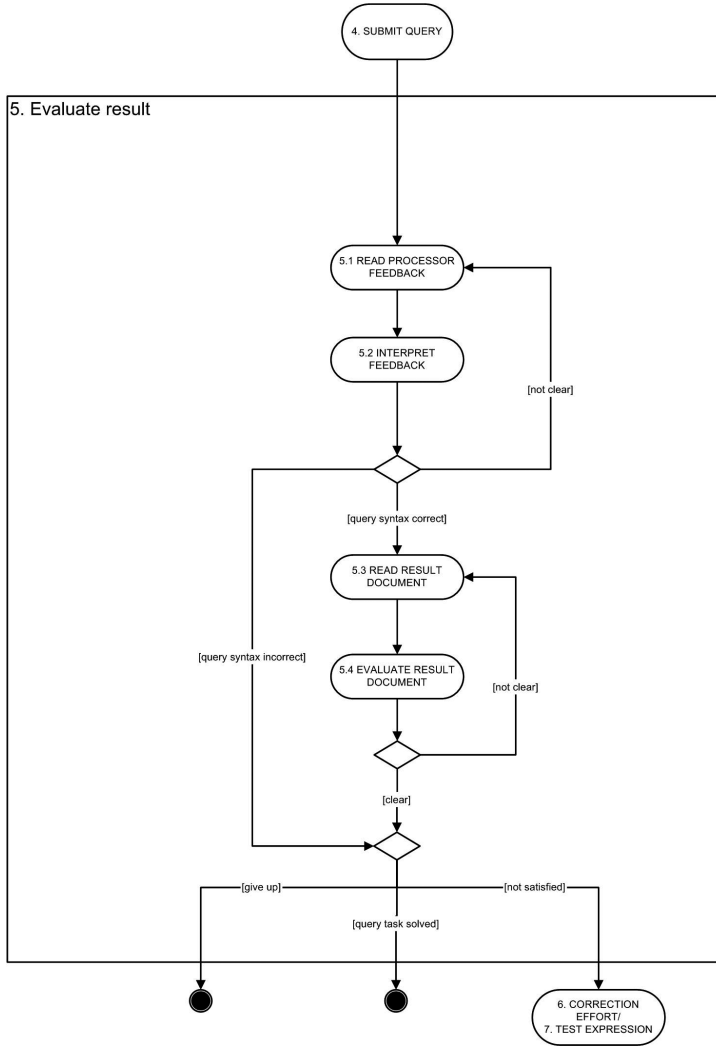 4. SUBMIT QUERY
5. Evaluate result
5.1 READ PROCESSOR
FEEDBACK
5.2 INTERPRET
FEEDBACK
[not clear]
[query syntax correct]
5.3 READ RESULT
DOCUMENT
[query syntax incorrect]
5.4 EVALUATE RESULT
DOCUMENT
[not clear]
[clear]
[give up]
[not satisfied]
[query task solved]
6. CORRECTION
EFFORT/
7. TEST EXPRESSION